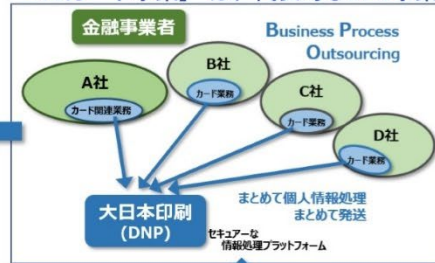 金融事業者
Business Process
Outsourcing
A社
カード関連業務
B社
カード業務
C社
カード業務
D社
カード業務
大日本印刷
(DNP)
まとめて個人情報処理
まとめて発送
セキュアーな
情報処理プラットフォーム